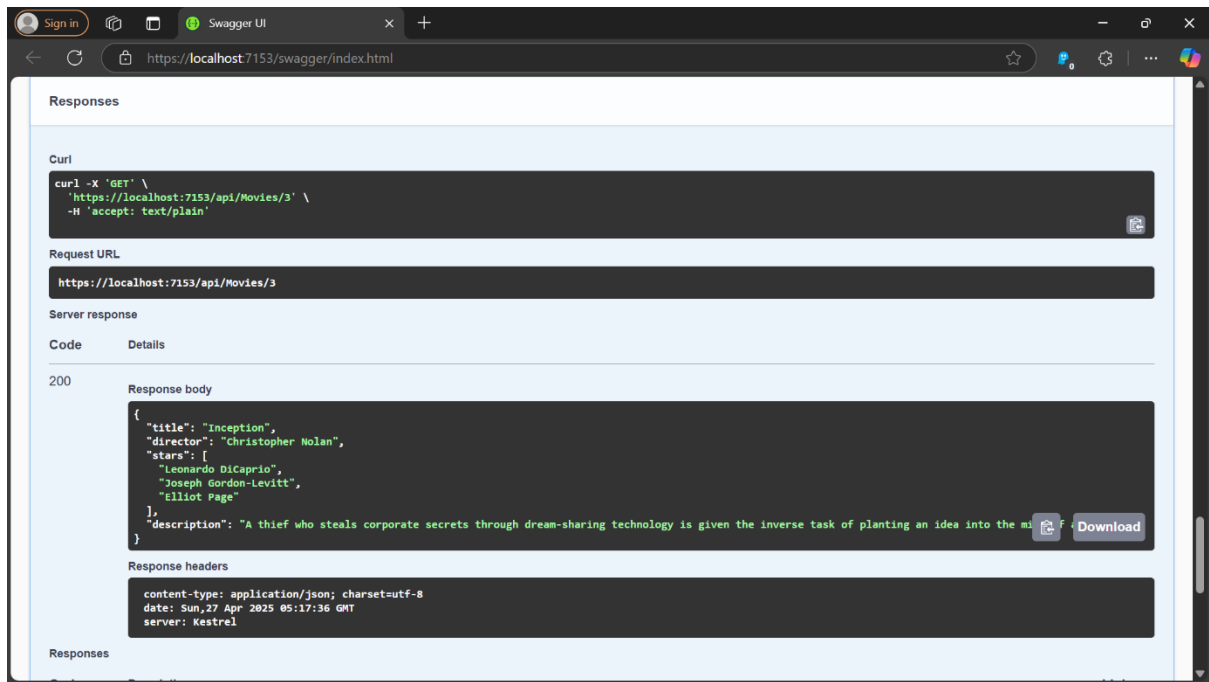 Sign in
Swagger UI
https://localhost:7153/swagger/index.html
0
Responses
Curl
curl -X 'GET' \
'https://localhost:7153/api/Movies/3' \
-H 'accept: text/plain'
Request URL
https://localhost:7153/api/Movies/3
Server response
Code Details
200
Response body
{
"title": "Inception",
"director": "Christopher Nolan",
"stars": [
"Leonardo DiCaprio",
"Joseph Gordon-Levitt",
"Elliot Page"
],
"description": "A thief who steals corporate secrets through dream-sharing technology is given the inverse task of planting an idea into the
Download
}
Response headers
content-type: application/json; charset=utf-8
date: Sun,27 Apr 2025 05:17:36 GMT
server: Kestrel
Responses